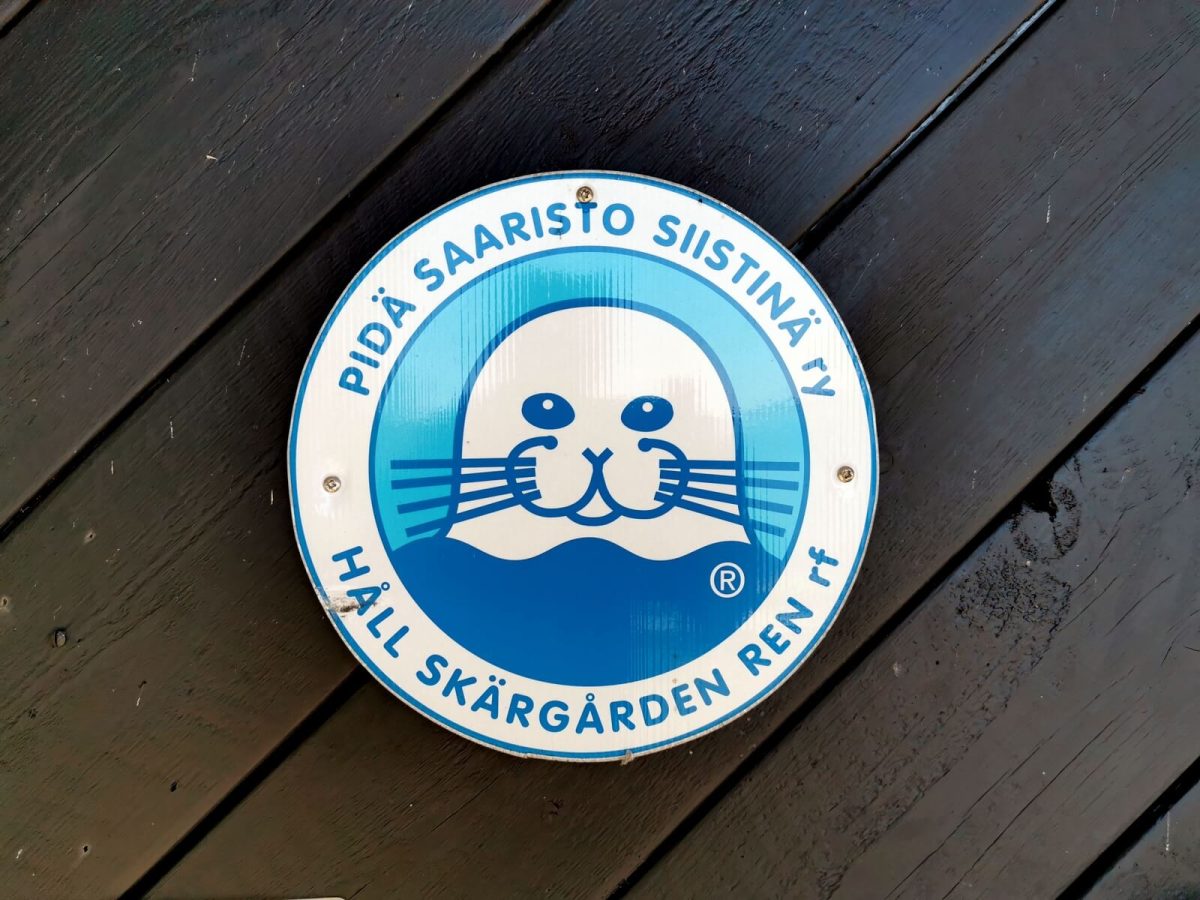 PIDÄ SAARISTO SIISTINÄ ry
®
HÅLL SKÄRGÅRDEN REN rf